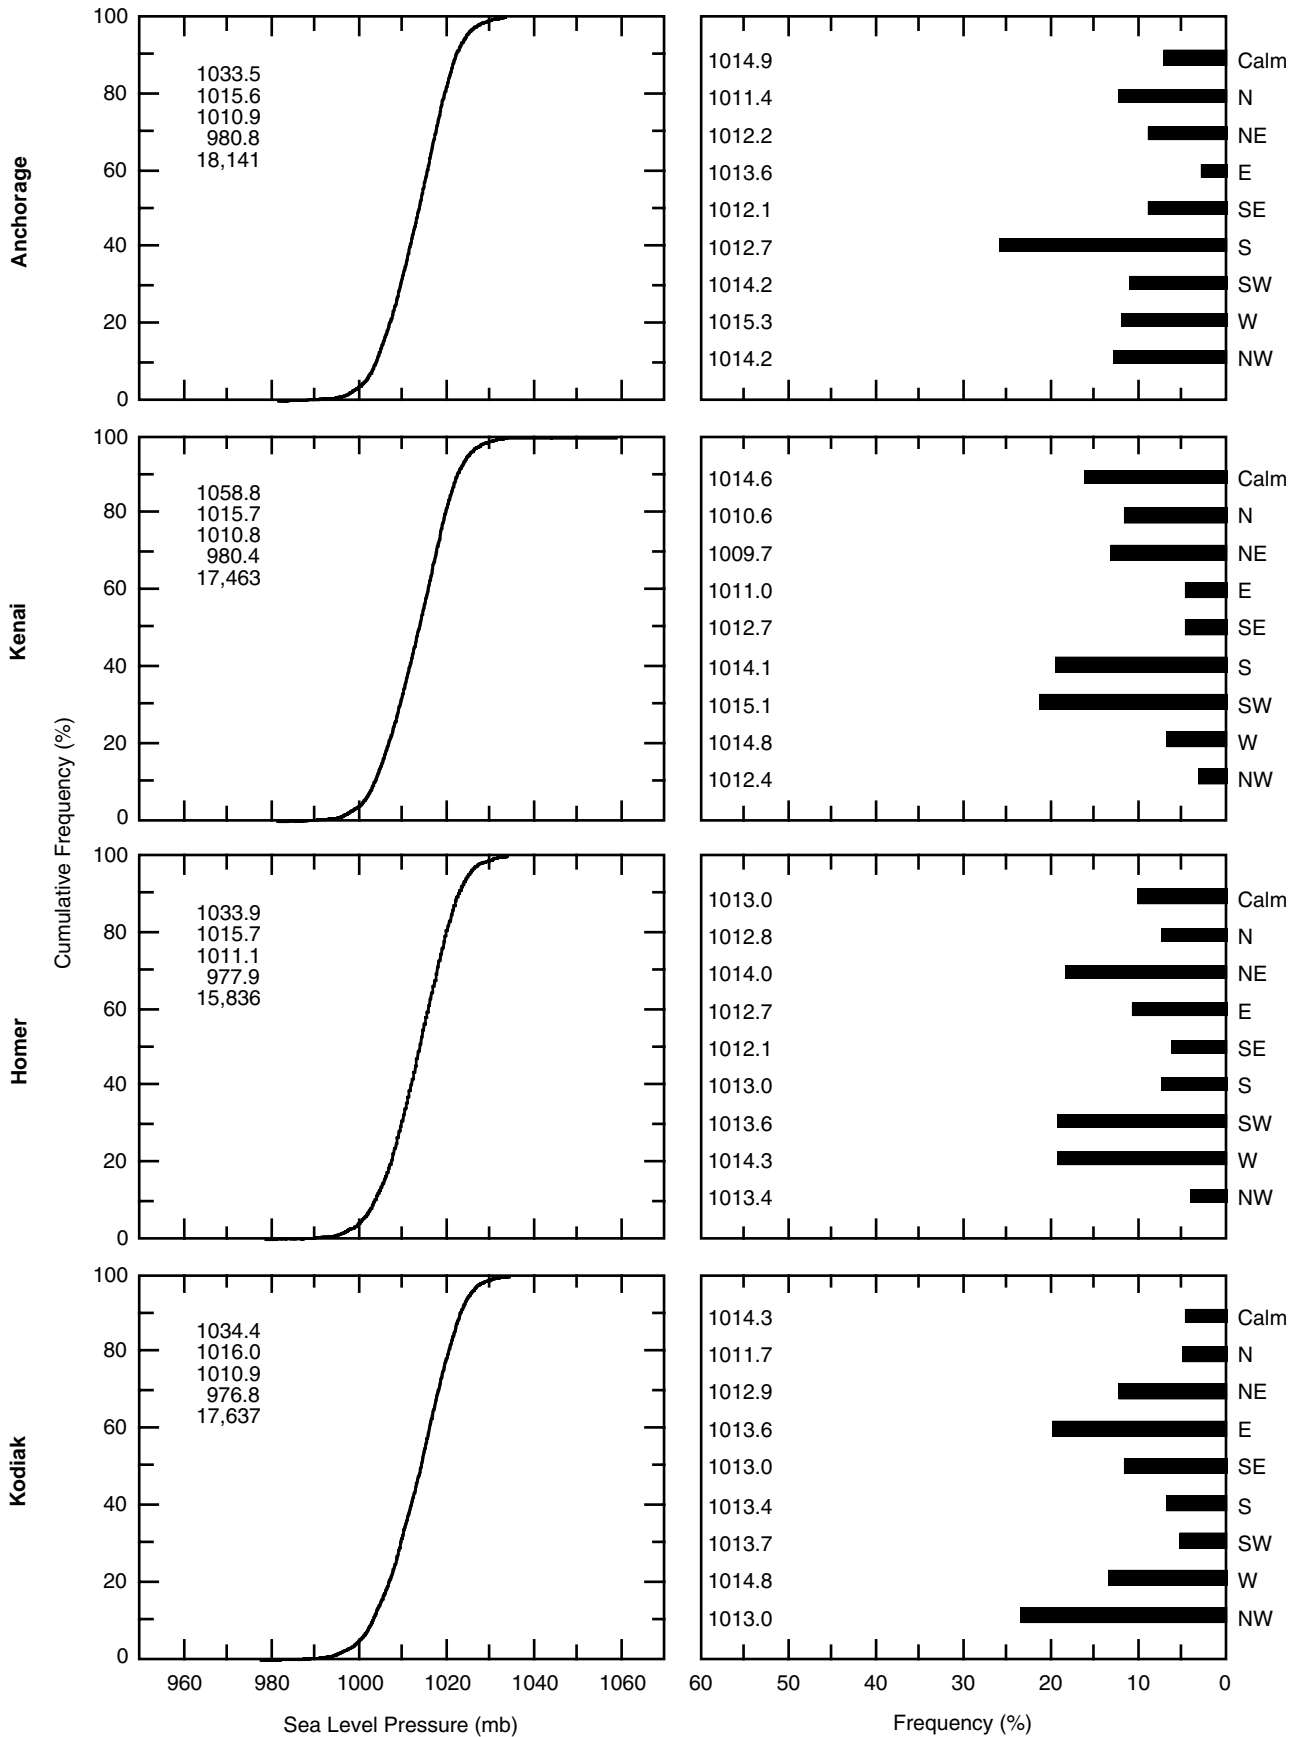 Anchorage
100
80
60
40
20
0
1033.5
1015.6
1010.9
980.8
18,141
1014.9 Calm
1011.4 N
1012.2 NE
1013.6 E
1012.1 SE
1012.7 S
1014.2 SW
1015.3 W
1014.2 NW
Kenai
100
80
60
40
20
0
1058.8
1015.7
1010.8
980.4
17,463
1014.6 Calm
1010.6 N
1009.7 NE
1011.0 E
1012.7 SE
1014.1 S
1015.1 SW
1014.8 W
1012.4 NW
Cumulative Frequency (%)
Homer
100
80
60
40
20
0
1033.9
1015.7
1011.1
977.9
15,836
1013.0 Calm
1012.8 N
1014.0 NE
1012.7 E
1012.1 SE
1013.0 S
1013.6 SW
1014.3 W
1013.4 NW
Kodiak
100
80
60
40
20
0
1034.4
1016.0
1010.9
976.8
17,637
1014.3 Calm
1011.7 N
1012.9 NE
1013.6 E
1013.0 SE
1013.4 S
1013.7 SW
1014.8 W
1013.0 NW
960 980 1000 1020 1040 1060
Sea Level Pressure (mb)
60 50 40 30 20 10 0
Frequency (%)